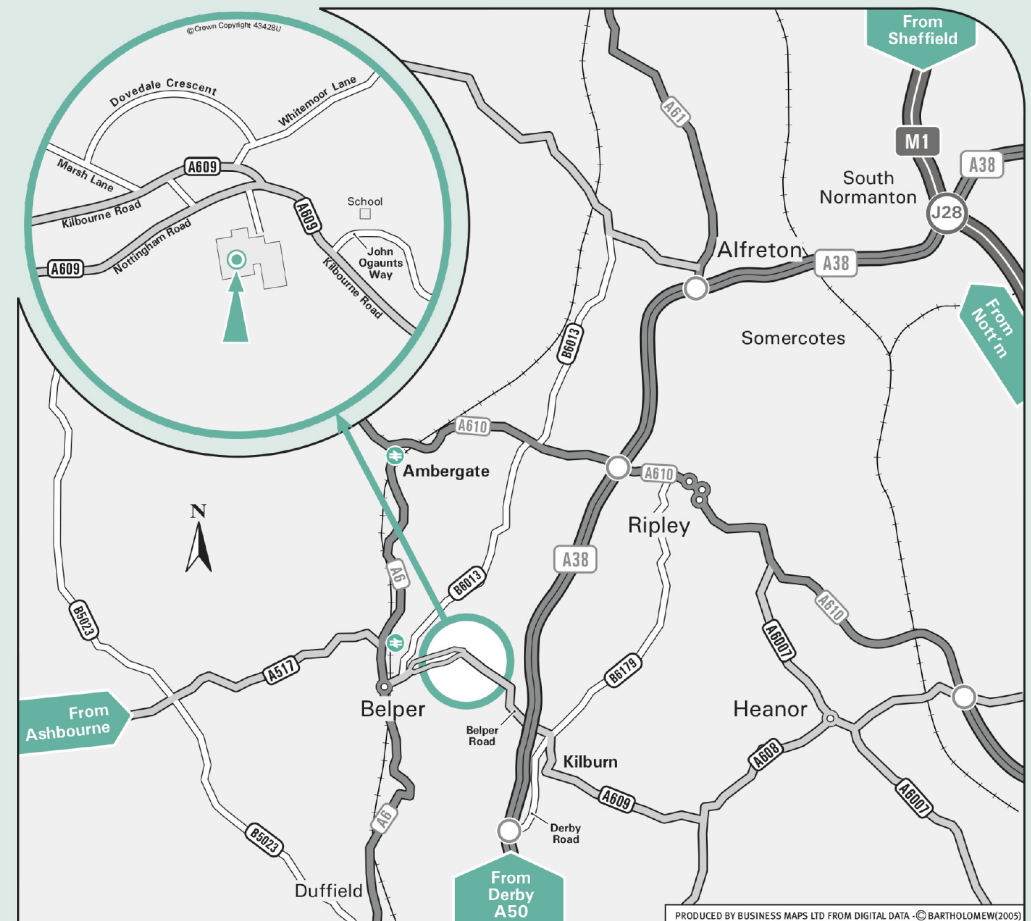 ©Crown Copyright 43428U
Dovedale Crescent
Whitemoor Lane
Marsh Lane
A609
Kilbourne Road
Nottingham Road
A609
A609
School
John
Ogaunts
Way
Kilbourne Road
From
Sheffield
M1
A38
A61
South
Normanton
J28
Alfreton
A38
From
Nott'm
Somercotes
B6013
A610
Ambergate
A610
Ripley
N
A38
A6
B6013
B5023
A610
A6007
A517
B6179
From
Ashbourne
Belper
Belper
Road
Heanor
Kilburn
A608
A609
A6007
A6
B5023
Derby
Road
Duffield
From
Derby
A50
PRODUCED BY BUSINESS MAPS LTD FROM DIGITAL DATA - © BARTHOLOMEW(2005)